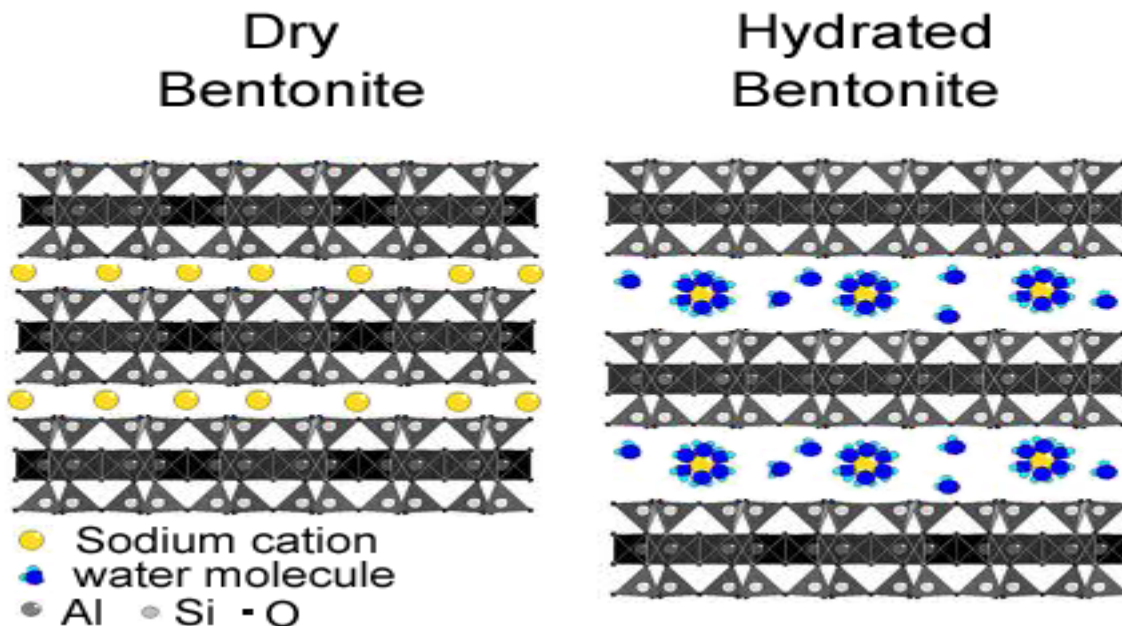 Dry
Bentonite
Hydrated
Bentonite
Sodium cation
water molecule
Al Si - O